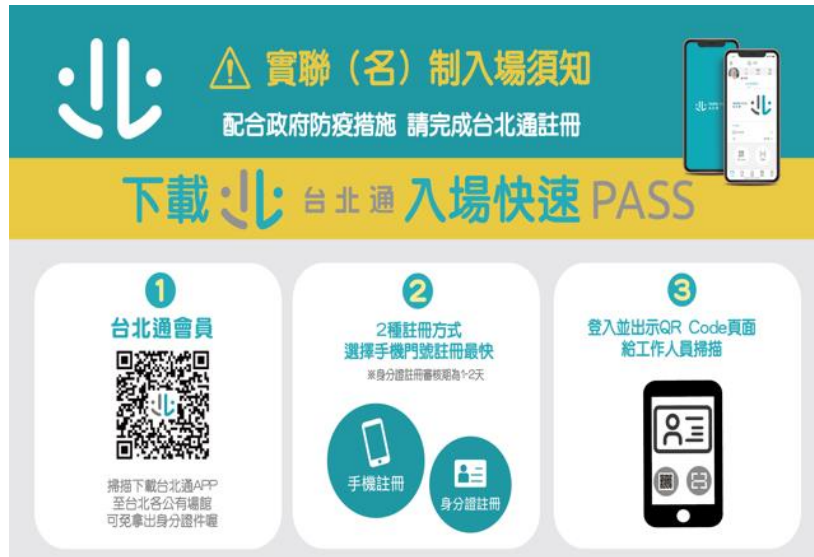 實聯（名）制入場須知
配合政府防疫措施 請完成台北通註冊
下載 台北通 入場快速 PASS
1
台北通會員
掃描下載台北通APP
至台北各公有場館
可免拿出身分證件喔
2
2種註冊方式
選擇手機門號註冊最快
※身分證註冊審核期為1-2天
手機註冊
身分證註冊
3
登入並出示QR Code頁面
給工作人員掃描